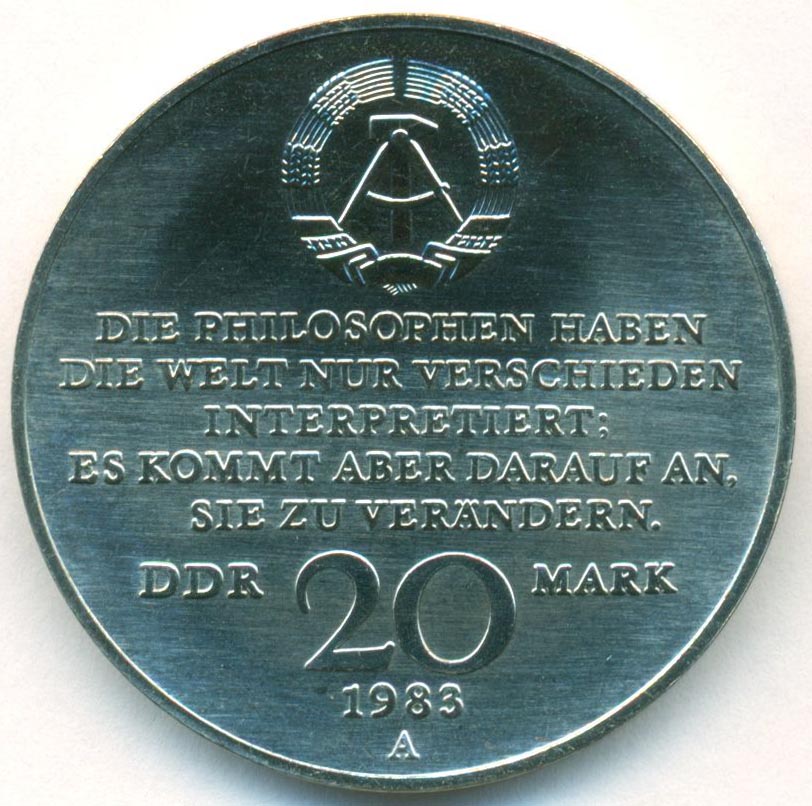 DIE PHILOSOPHEN HABEN
DIE WELT NUR VERSCHIEDEN
INTERPRETIERT;
ES KOMMT ABER DARAUF AN,
SIE ZU VERÄNDERN.
DDR 20 MARK
1983
A